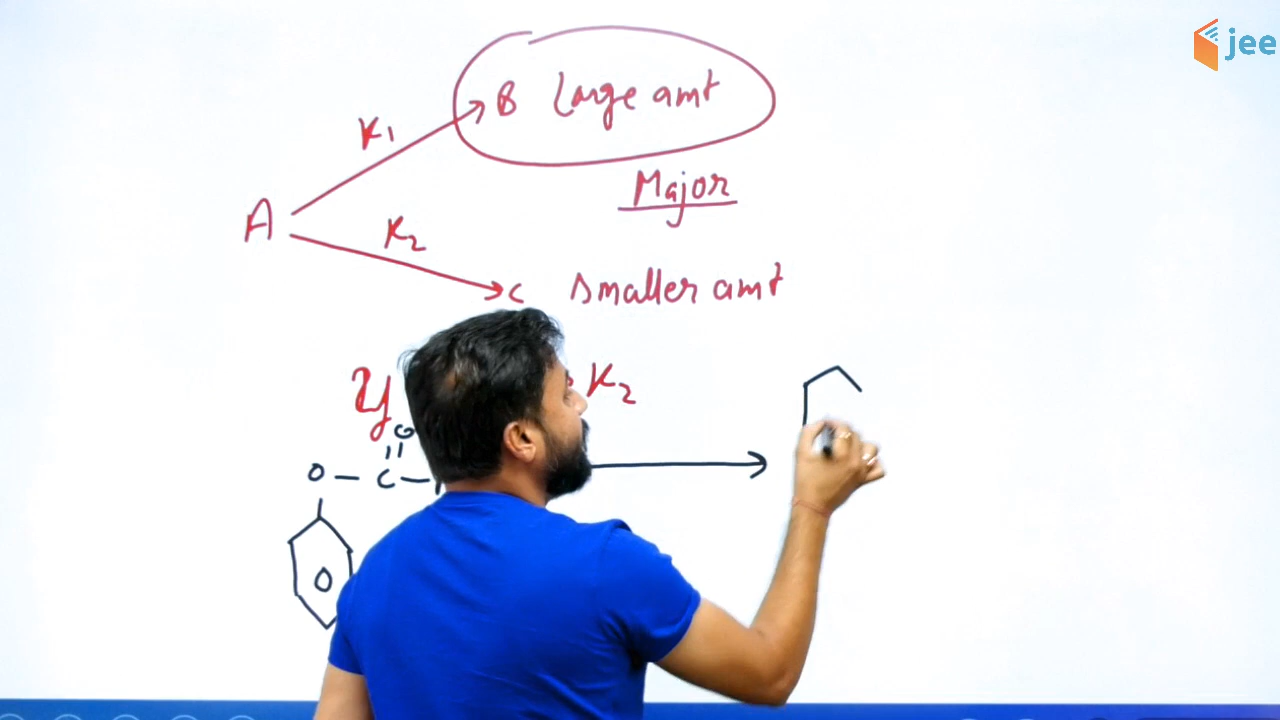 jee
K1 B Large amt
Major
A
K2
C smaller amt
K2
O
O — C —